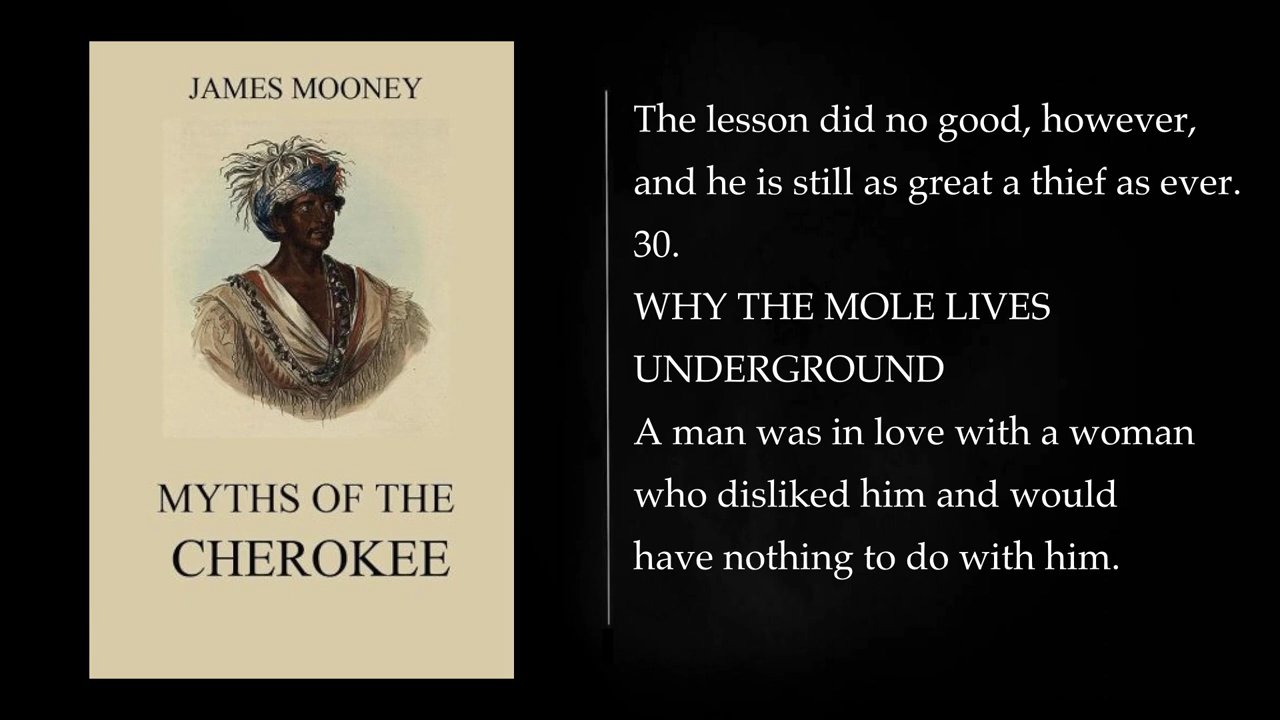 JAMES MOONEY
MYTHS OF THE
CHEROKEE
The lesson did no good, however,
and he is still as great a thief as ever.
30.
WHY THE MOLE LIVES
UNDERGROUND
A man was in love with a woman
who disliked him and would
have nothing to do with him.